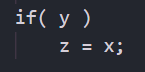 if( y )
    z = x;